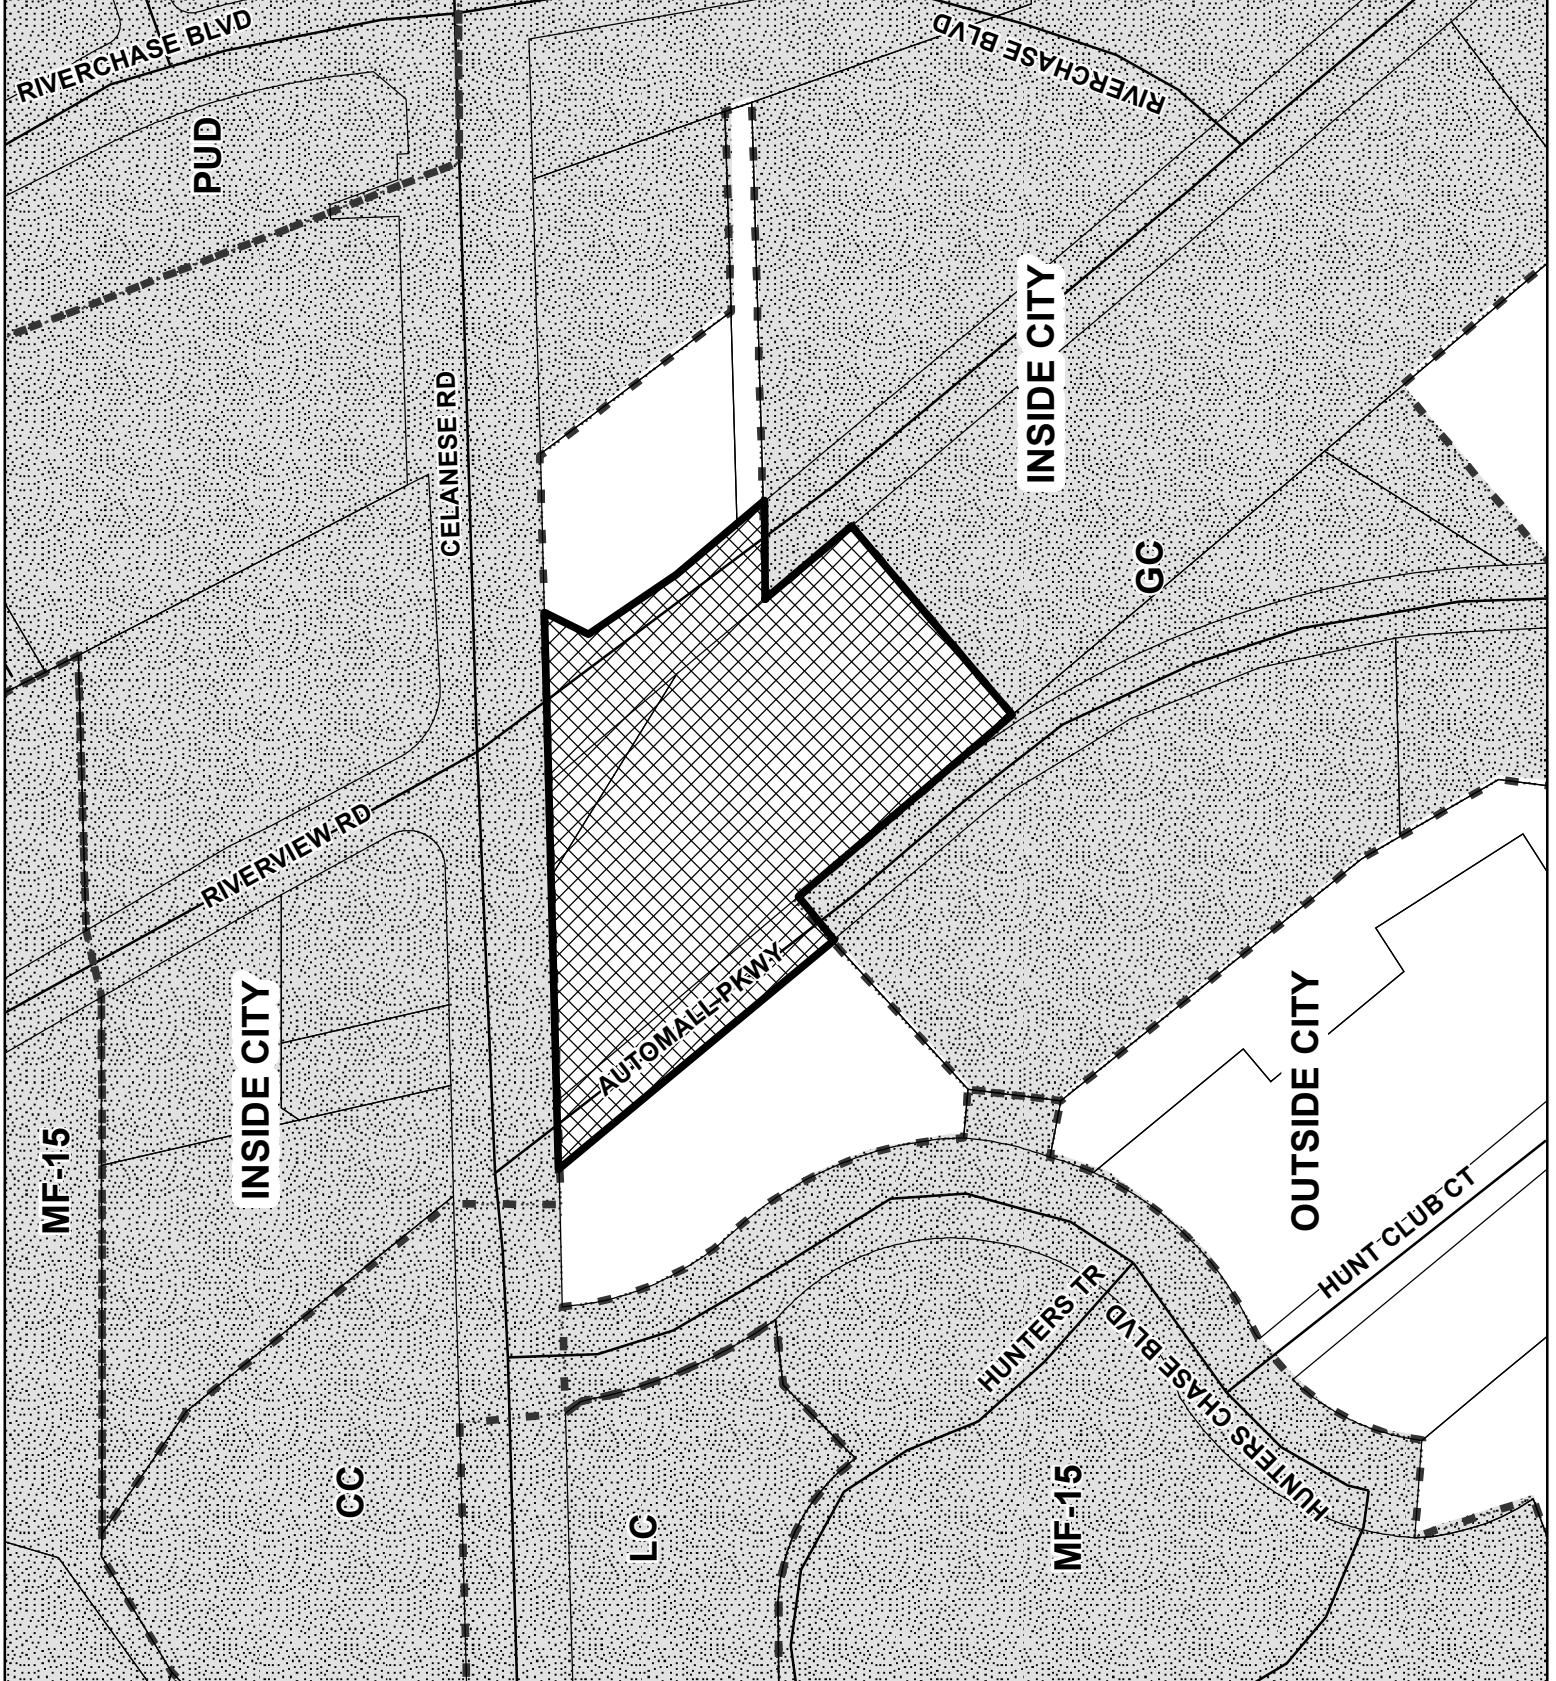 RIVERCHASE BLVD
RIVERCHASE BLVD
PUD
INSIDE CITY
CELANESE RD
GC
RIVERVIEW RD
INSIDE CITY
AUTOMALL PKWY
OUTSIDE CITY
MF-15
HUNT CLUB CT
HUNTERS TR
HUNTERS CHASE BLVD
CC
LC
MF-15